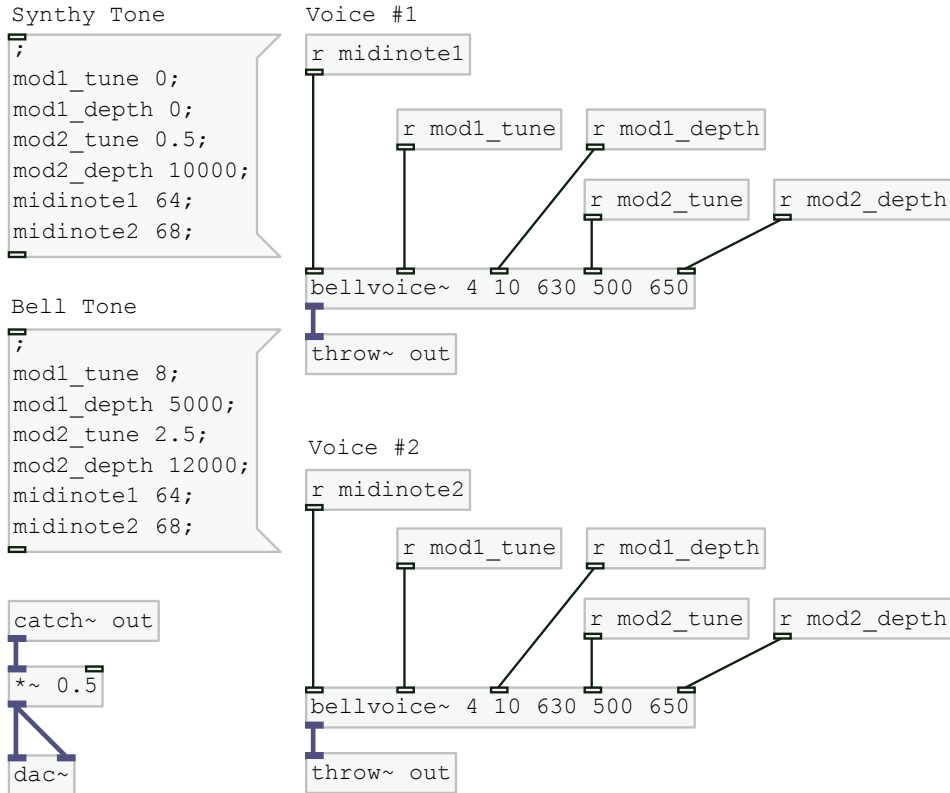 Synthy Tone
;
mod1_tune 0;
mod1_depth 0;
mod2_tune 0.5;
mod2_depth 10000;
midinote1 64;
midinote2 68;
Bell Tone
;
mod1_tune 8;
mod1_depth 5000;
mod2_tune 2.5;
mod2_depth 12000;
midinote1 64;
midinote2 68;
catch~ out
*~ 0.5
dac~
Voice #1
r midinote1
r mod1_tune
r mod1_depth
r mod2_tune
r mod2_depth
bellvoice~ 4 10 630 500 650
throw~ out
Voice #2
r midinote2
r mod1_tune
r mod1_depth
r mod2_tune
r mod2_depth
bellvoice~ 4 10 630 500 650
throw~ out